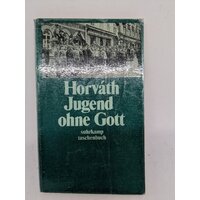 Horváth
Jugend
ohne Gott
suhrkamp
taschenbuch